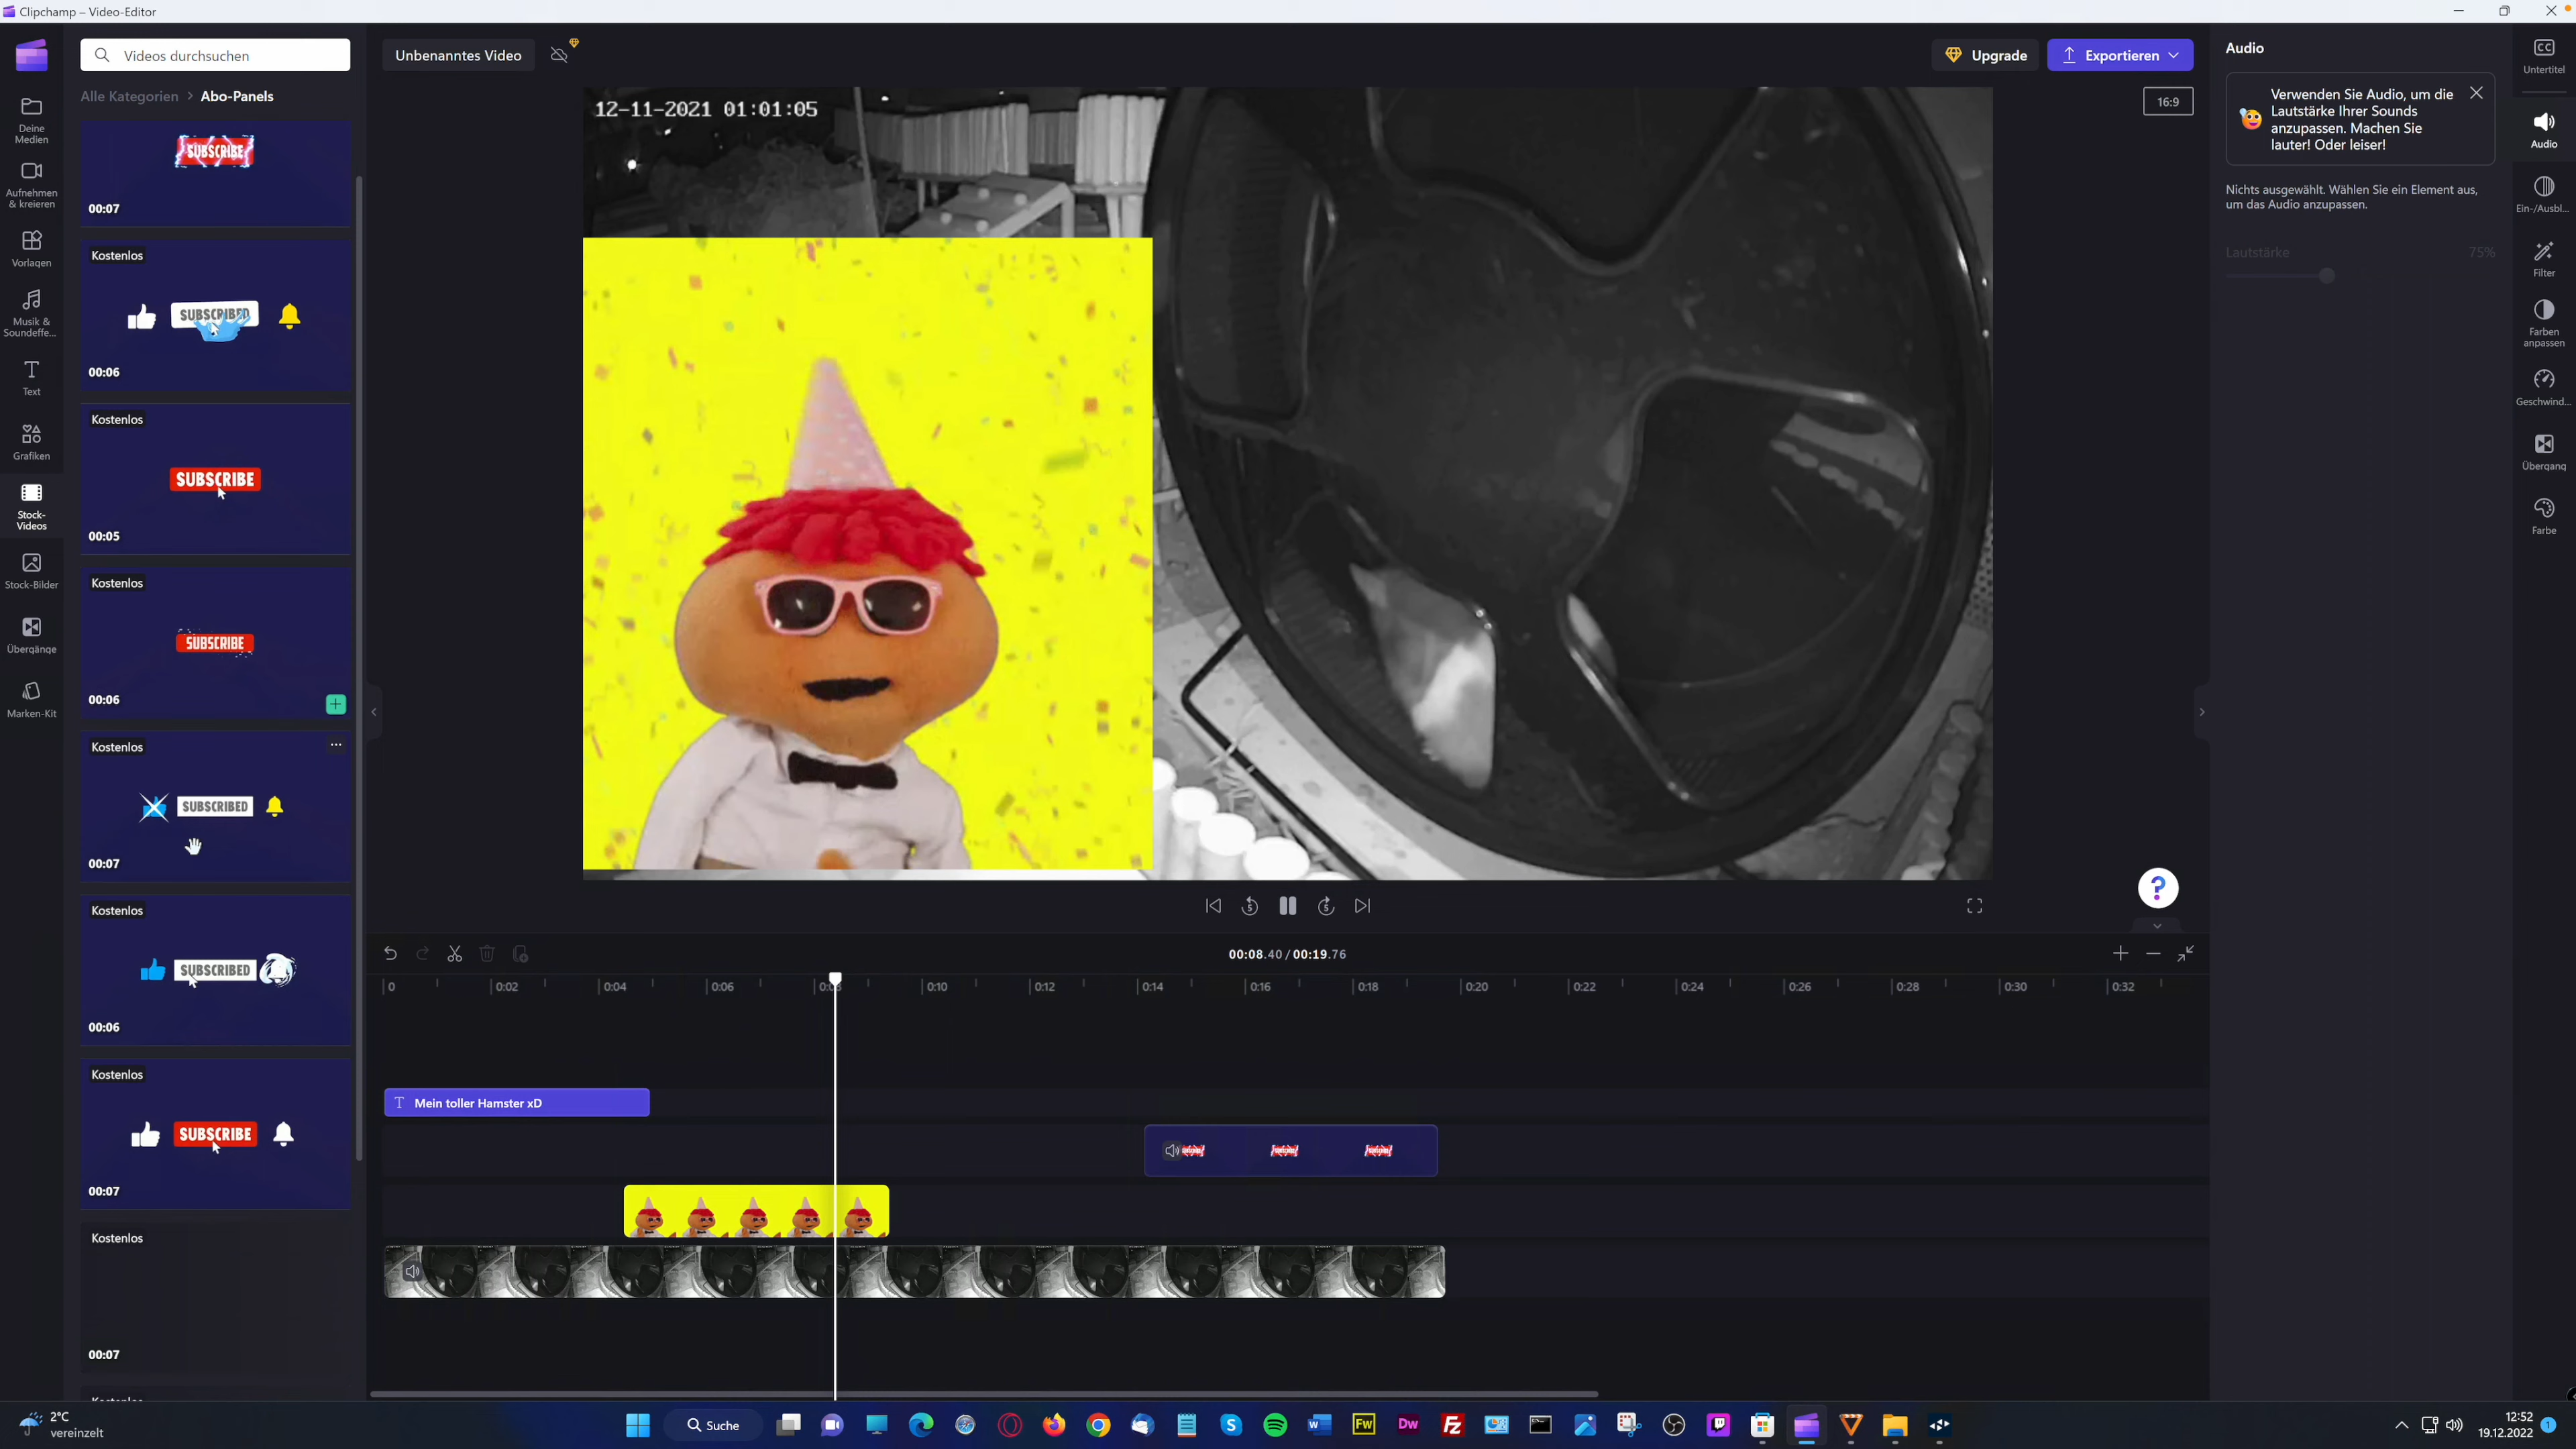 Clipchamp – Video-Editor
Videos durchsuchen
Unbenanntes Video
Upgrade
Exportieren
Audio
Untertitel
Alle Kategorien > Abo-Panels
12-11-2021 01:01:05
16:9
Verwenden Sie Audio, um die
Lautstärke Ihrer Sounds
anzupassen. Machen Sie
lauter! Oder leiser!
Nichts ausgewählt. Wählen Sie ein Element aus,
um das Audio anzupassen.
Lautstärke 75%
Audio
Ein-/Ausbl...
Filter
Farben
anpassen
Geschwind...
Übergang
Farbe
Deine
Medien
Aufnehmen
& kreieren
Vorlagen
Musik &
Soundeffe...
Text
Grafiken
Stock-
Videos
Stock-Bilder
Übergänge
Marken-Kit
SUBSCRIBE
00:07
Kostenlos
SUBSCRIBED
00:06
Kostenlos
SUBSCRIBE
00:05
Kostenlos
SUBSCRIBE
00:06
Kostenlos
SUBSCRIBED
00:07
Kostenlos
SUBSCRIBED
00:06
Kostenlos
SUBSCRIBE
00:07
Kostenlos
00:07
5
5
?
00:08.40 / 00:19.76
0 0:02 0:04 0:06 0:10 0:12 0:14 0:16 0:18 0:20 0:22 0:24 0:26 0:28 0:30 0:32
T Mein toller Hamster xD
2°C
vereinzelt
Suche
Fw
Dw
12:52
19.12.2022
1